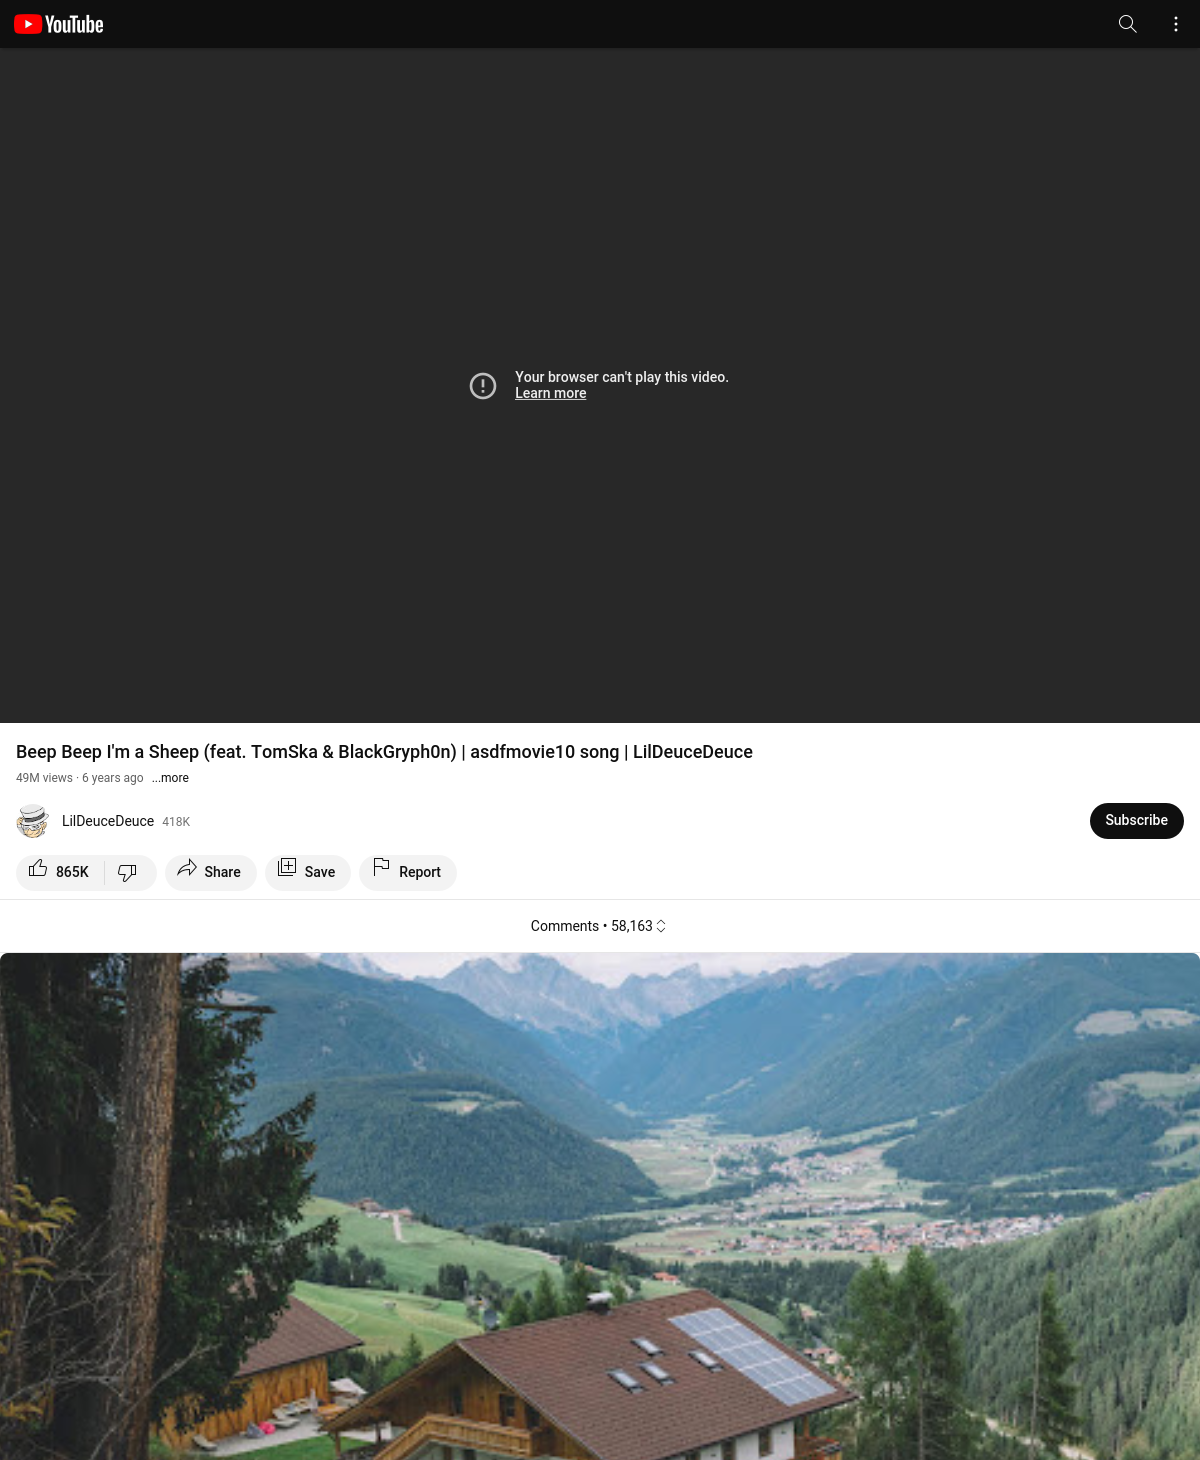 YouTube
Your browser can't play this video.
Learn more
Beep Beep I'm a Sheep (feat. TomSka & BlackGryph0n) | asdfmovie10 song | LilDeuceDeuce
49M views · 6 years ago ...more
LilDeuceDeuce 418K
Subscribe
865K
Share
Save
Report
Comments • 58,163